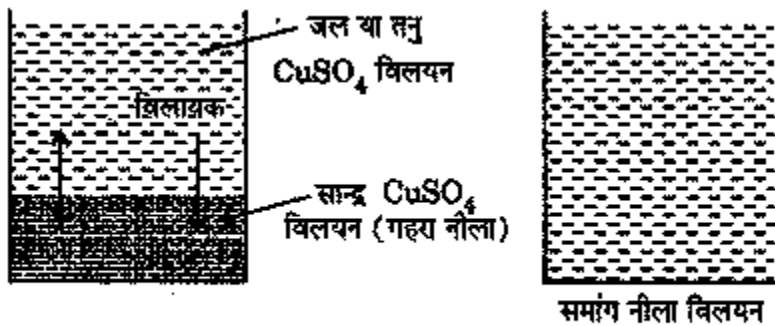 जल या तनु
CuSO₄ विलयन
विलायक
सान्द्र CuSO₄
विलयन (गहरा नीला)
समांग नीला विलयन